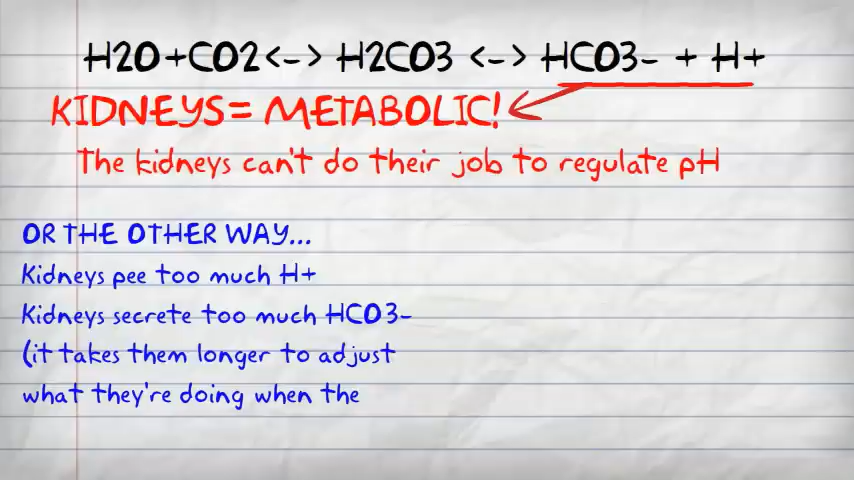 H2O+CO2<-> H2CO3 <-> HCO3- + H+
KIDNEYS= METABOLIC!
The kidneys can't do their job to regulate pH
OR THE OTHER WAY...
Kidneys pee too much H+
Kidneys secrete too much HCO3-
(it takes them longer to adjust
what they're doing when the